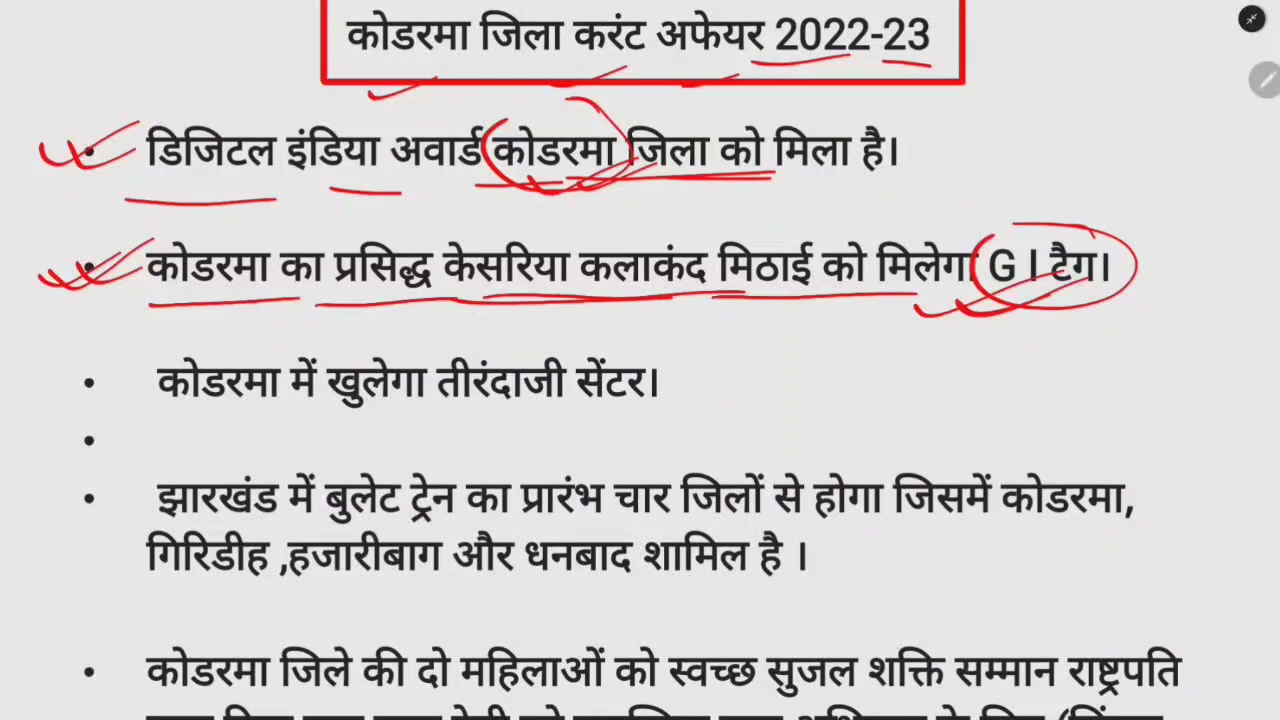 कोडरमा जिला करंट अफेयर 2022-23
• डिजिटल इंडिया अवार्ड कोडरमा जिला को मिला है।
• कोडरमा का प्रसिद्ध केसरिया कलाकंद मिठाई को मिलेगा G I टैग।
• कोडरमा में खुलेगा तीरंदाजी सेंटर।
•
• झारखंड में बुलेट ट्रेन का प्रारंभ चार जिलों से होगा जिसमें कोडरमा,
गिरिडीह ,हजारीबाग और धनबाद शामिल है ।
• कोडरमा जिले की दो महिलाओं को स्वच्छ सुजल शक्ति सम्मान राष्ट्रपति